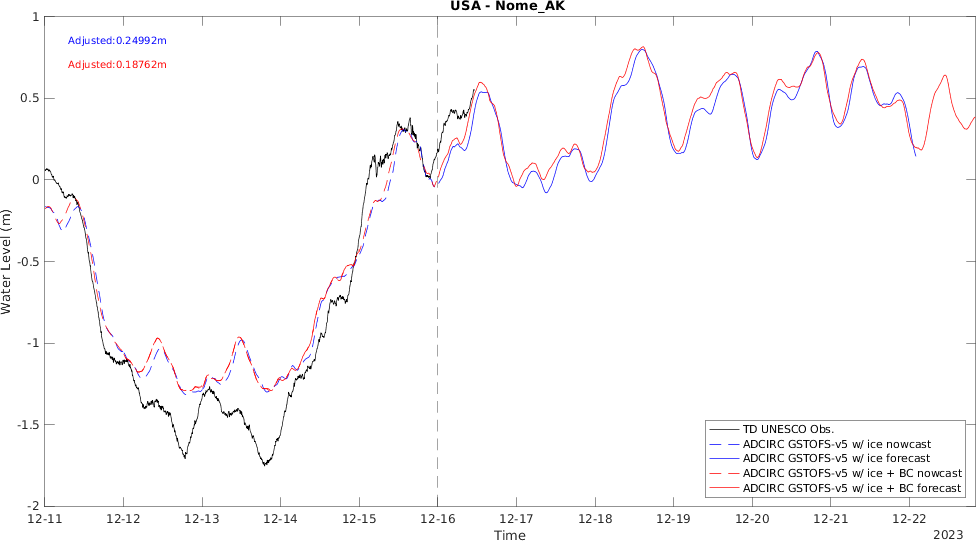 USA - Nome_AK
Adjusted:0.24992m
Adjusted:0.18762m
Water Level (m)
1
0.5
0
-0.5
-1
-1.5
-2
TD UNESCO Obs.
ADCIRC GSTOFS-v5 w/ ice nowcast
ADCIRC GSTOFS-v5 w/ ice forecast
ADCIRC GSTOFS-v5 w/ ice + BC nowcast
ADCIRC GSTOFS-v5 w/ ice + BC forecast
12-11 12-12 12-13 12-14 12-15 12-16 12-17 12-18 12-19 12-20 12-21 12-22
Time
2023